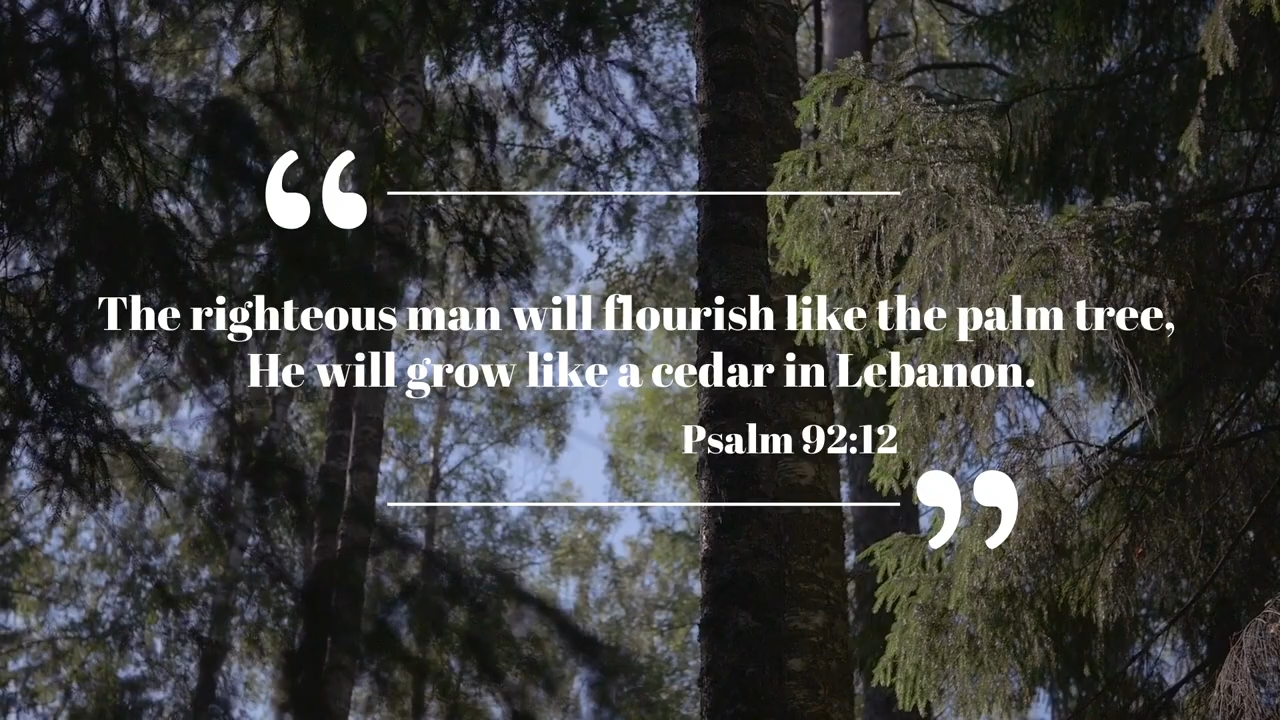 “
The righteous man will flourish like the palm tree,
He will grow like a cedar in Lebanon.
Psalm 92:12
”